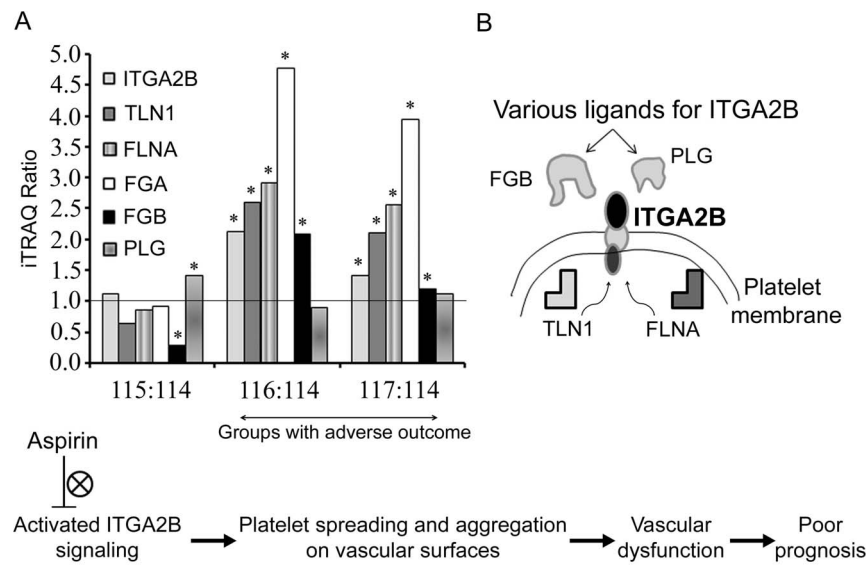 A
5.0
4.5
4.0
3.5
3.0
2.5
2.0
1.5
1.0
0.5
0.0
iTRAQ Ratio
ITGA2B
TLN1
FLNA
FGA
FGB
PLG
*
*
*
*
*
*
*
*
*
*
*
*
115:114
116:114
117:114
Groups with adverse outcome
B
Various ligands for ITGA2B
FGB
PLG
ITGA2B
TLN1
FLNA
Platelet
membrane
Aspirin
Activated ITGA2B
signaling
Platelet spreading and aggregation
on vascular surfaces
Vascular
dysfunction
Poor
prognosis